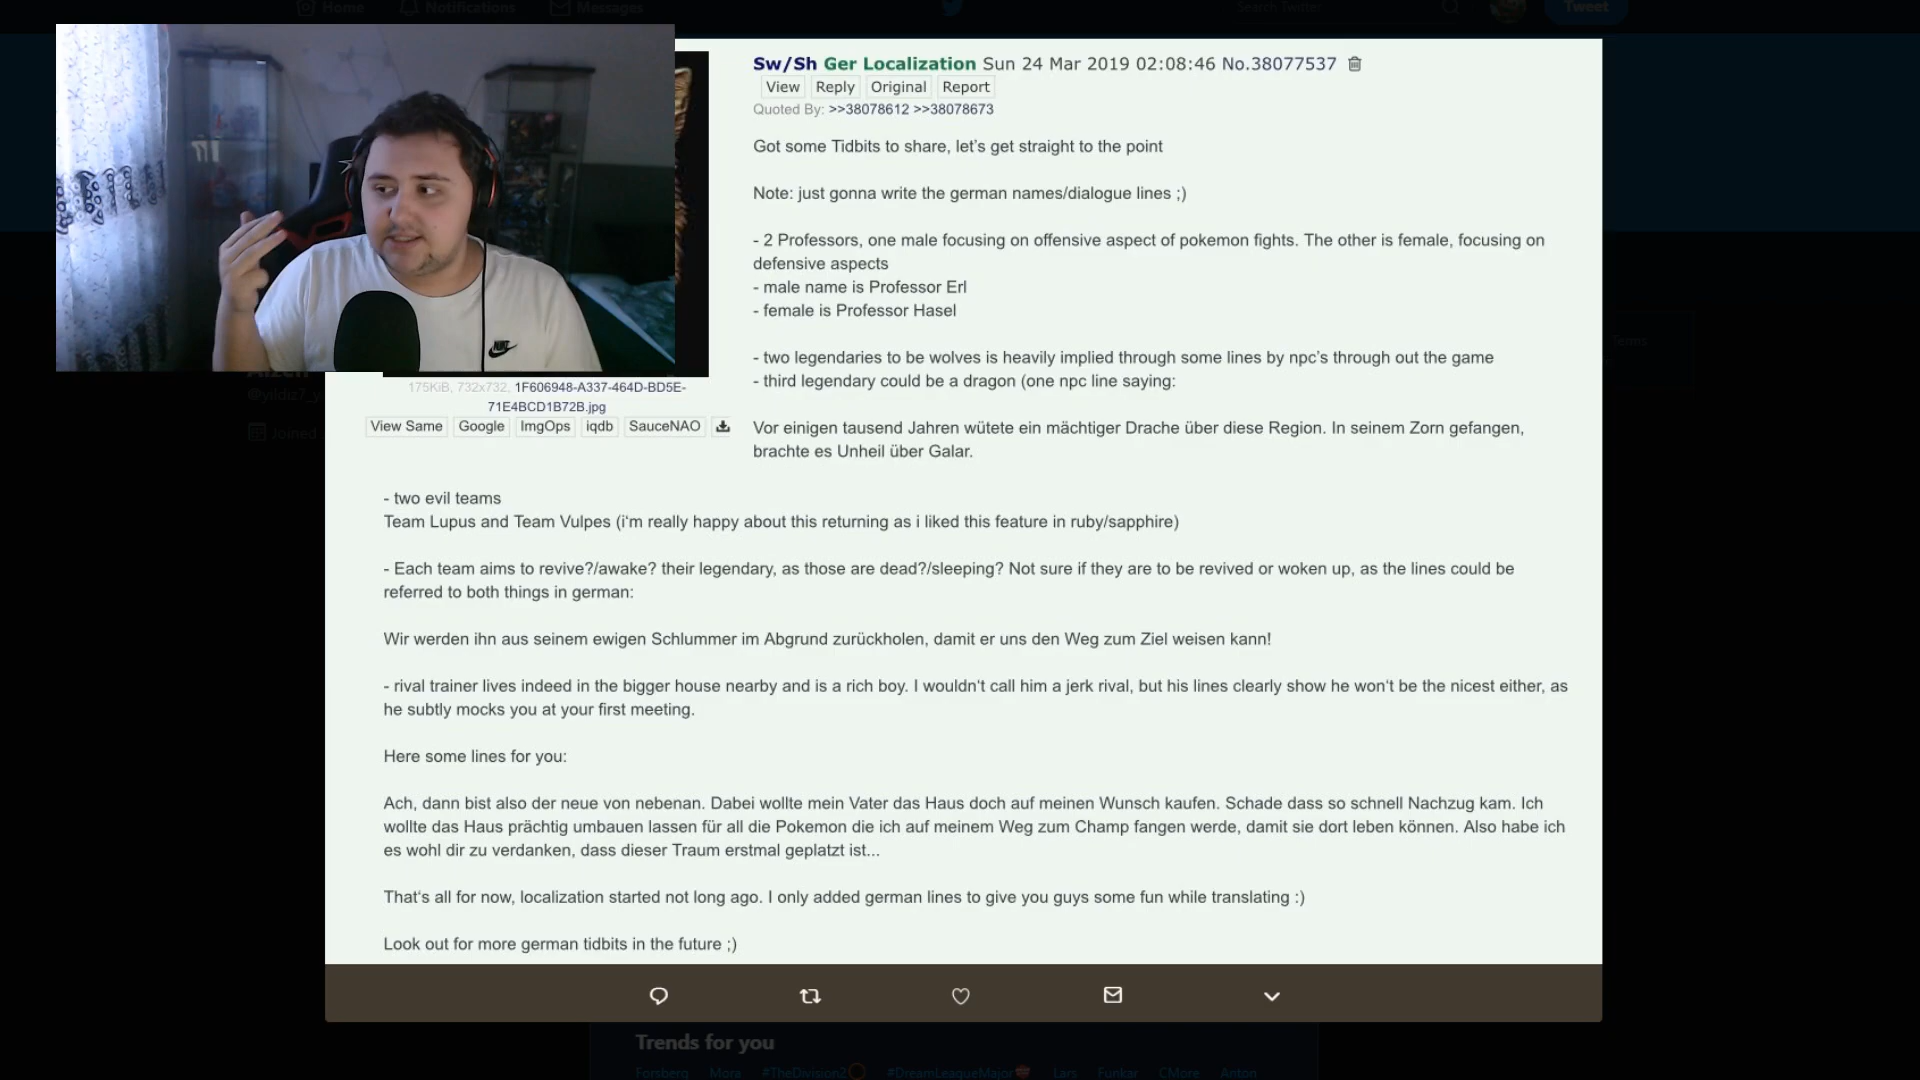 Home Notifications Messages Search Twitter Tweet
Sw/Sh Ger Localization Sun 24 Mar 2019 02:08:46 No.38077537
View Reply Original Report
Quoted By: >>38078612 >>38078673
Got some Tidbits to share, let’s get straight to the point
Note: just gonna write the german names/dialogue lines ;)
- 2 Professors, one male focusing on offensive aspect of pokemon fights. The other is female, focusing on
defensive aspects
- male name is Professor Erl
- female is Professor Hasel
- two legendaries to be wolves is heavily implied through some lines by npc’s through out the game
- third legendary could be a dragon (one npc line saying:
@yildiz7_y
175KiB, 732x732, 1F606948-A337-464D-BD5E-
71E4BCD1B72B.jpg
View Same Google ImgOps iqdb SauceNAO
Joined
Vor einigen tausend Jahren wütete ein mächtiger Drache über diese Region. In seinem Zorn gefangen,
brachte es Unheil über Galar.
- two evil teams
Team Lupus and Team Vulpes (i‘m really happy about this returning as i liked this feature in ruby/sapphire)
- Each team aims to revive?/awake? their legendary, as those are dead?/sleeping? Not sure if they are to be revived or woken up, as the lines could be
referred to both things in german:
Wir werden ihn aus seinem ewigen Schlummer im Abgrund zurückholen, damit er uns den Weg zum Ziel weisen kann!
- rival trainer lives indeed in the bigger house nearby and is a rich boy. I wouldn‘t call him a jerk rival, but his lines clearly show he won‘t be the nicest either, as
he subtly mocks you at your first meeting.
Here some lines for you:
Ach, dann bist also der neue von nebenan. Dabei wollte mein Vater das Haus doch auf meinen Wunsch kaufen. Schade dass so schnell Nachzug kam. Ich
wollte das Haus prächtig umbauen lassen für all die Pokemon die ich auf meinem Weg zum Champ fangen werde, damit sie dort leben können. Also habe ich
es wohl dir zu verdanken, dass dieser Traum erstmal geplatzt ist...
That‘s all for now, localization started not long ago. I only added german lines to give you guys some fun while translating :)
Look out for more german tidbits in the future ;)
Trends for you
Forsberg Mora #TheDivision2 #DreamLeagueMajor Lars Funkar CMore Anton